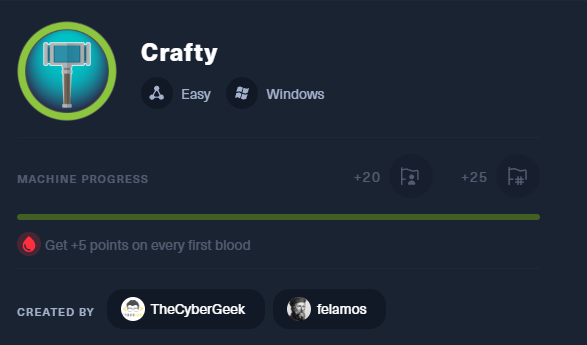 Crafty
Easy Windows
MACHINE PROGRESS +20 +25
Get +5 points on every first blood
CREATED BY TheCyberGeek felamos